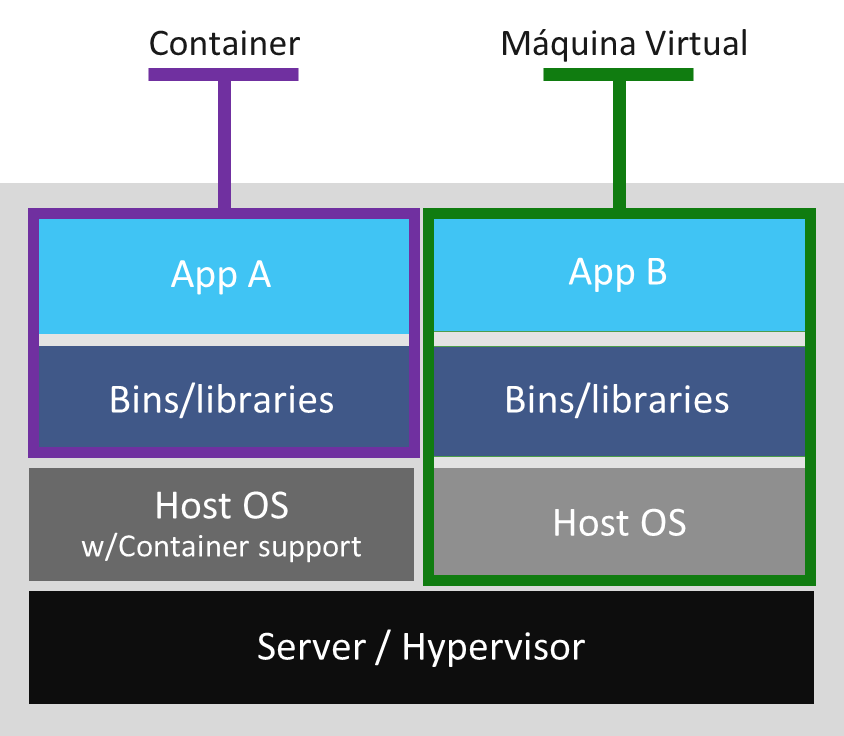 Container
Máquina Virtual
App A
Bins/libraries
Host OS
w/Container support
App B
Bins/libraries
Host OS
Server / Hypervisor